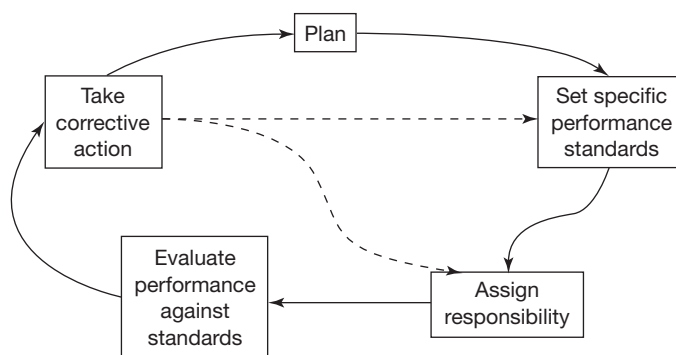 Plan
Take
corrective
action
Set specific
performance
standards
Evaluate
performance
against
standards
Assign
responsibility